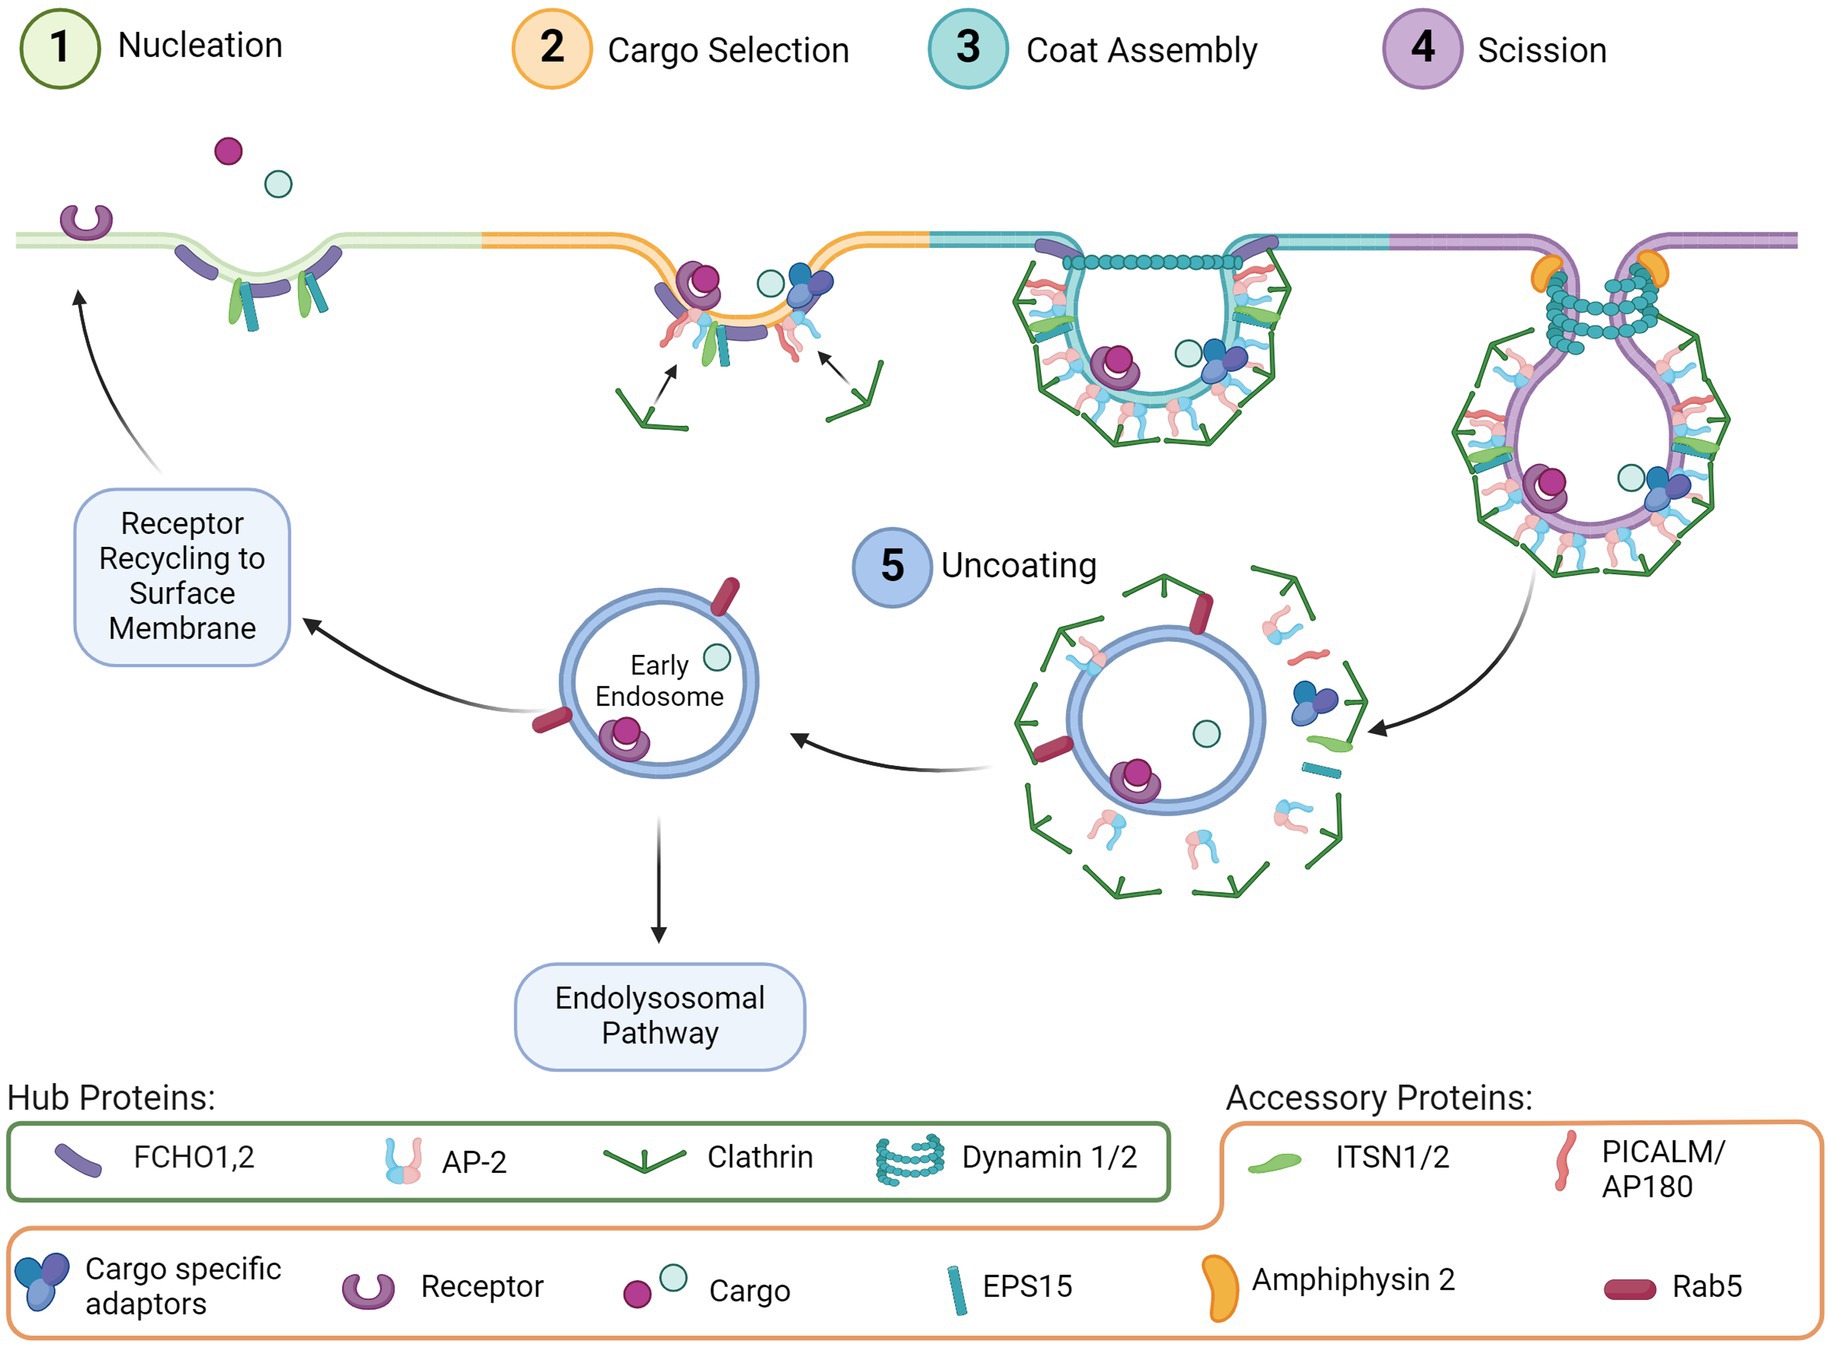 1 Nucleation
2 Cargo Selection
3 Coat Assembly
4 Scission
Receptor
Recycling to
Surface
Membrane
5 Uncoating
Early
Endosome
Endolysosomal
Pathway
Hub Proteins:
FCHO1,2
AP-2
Clathrin
Dynamin 1/2
Accessory Proteins:
ITSN1/2
PICALM/
AP180
Cargo specific
adaptors
Receptor
Cargo
EPS15
Amphiphysin 2
Rab5